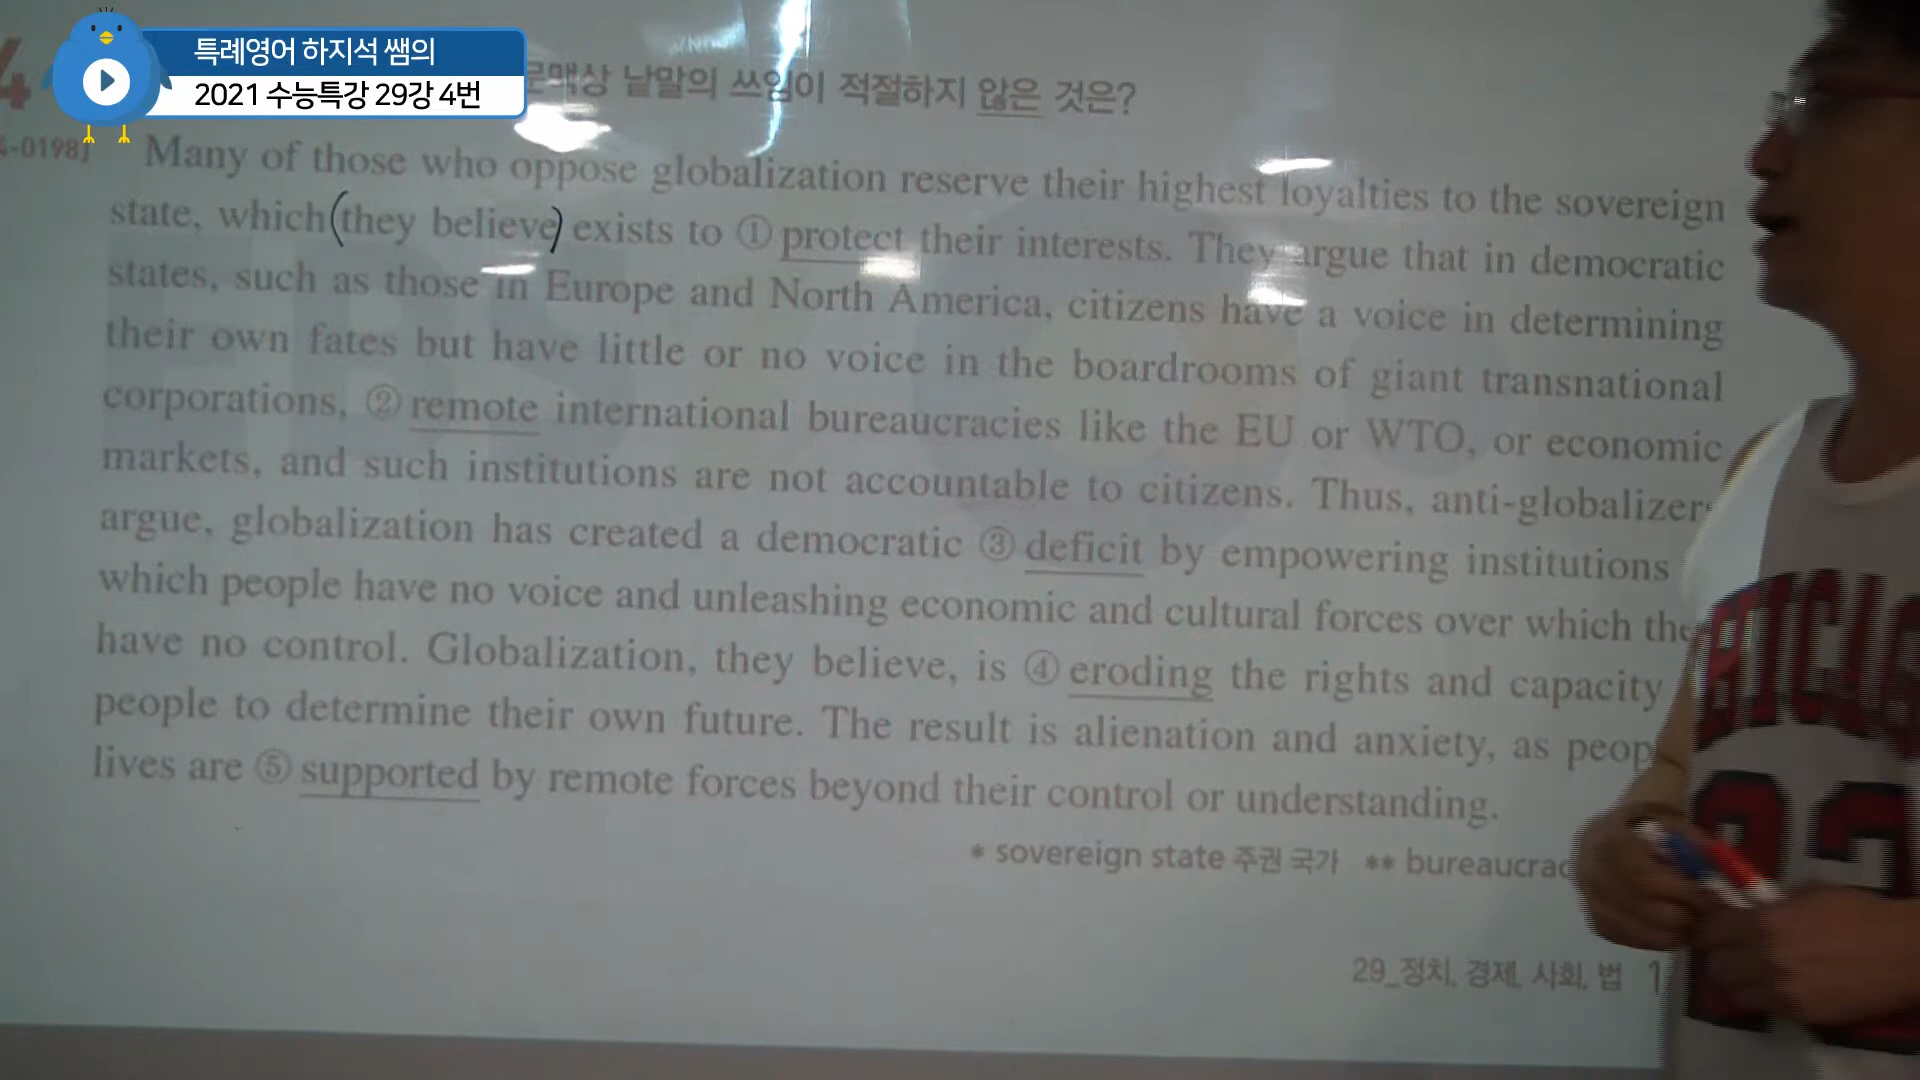 특례영어 하지석 쌤의
2021 수능특강 29강 4번
4
문맥상 낱말의 쓰임이 적절하지 않은 것은?
4-0198]
Many of those who oppose globalization reserve their highest loyalties to the sovereign
state, which (they believe) exists to ① protect their interests. They argue that in democratic
states, such as those in Europe and North America, citizens have a voice in determining
their own fates but have little or no voice in the boardrooms of giant transnational
corporations, ② remote international bureaucracies like the EU or WTO, or economic
markets, and such institutions are not accountable to citizens. Thus, anti-globalizers
argue, globalization has created a democratic ③ deficit by empowering institutions
which people have no voice and unleashing economic and cultural forces over which the
have no control. Globalization, they believe, is ④ eroding the rights and capacity
people to determine their own future. The result is alienation and anxiety, as peop
lives are ⑤ supported by remote forces beyond their control or understanding.
* sovereign state 주권 국가 ** bureaucrac
29_정치, 경제, 사회, 법 1